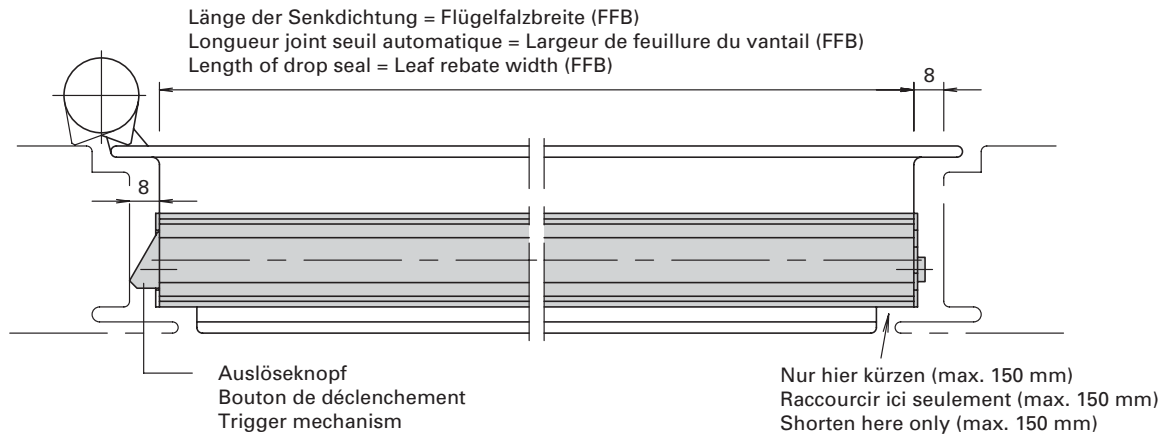 Länge der Senkdichtung = Flügelfalzbreite (FFB)
Longueur joint seuil automatique = Largeur de feuillure du vantail (FFB)
Length of drop seal = Leaf rebate width (FFB)
8
8
Auslöseknopf
Bouton de déclenchement
Trigger mechanism
Nur hier kürzen (max. 150 mm)
Raccourcir ici seulement (max. 150 mm)
Shorten here only (max. 150 mm)